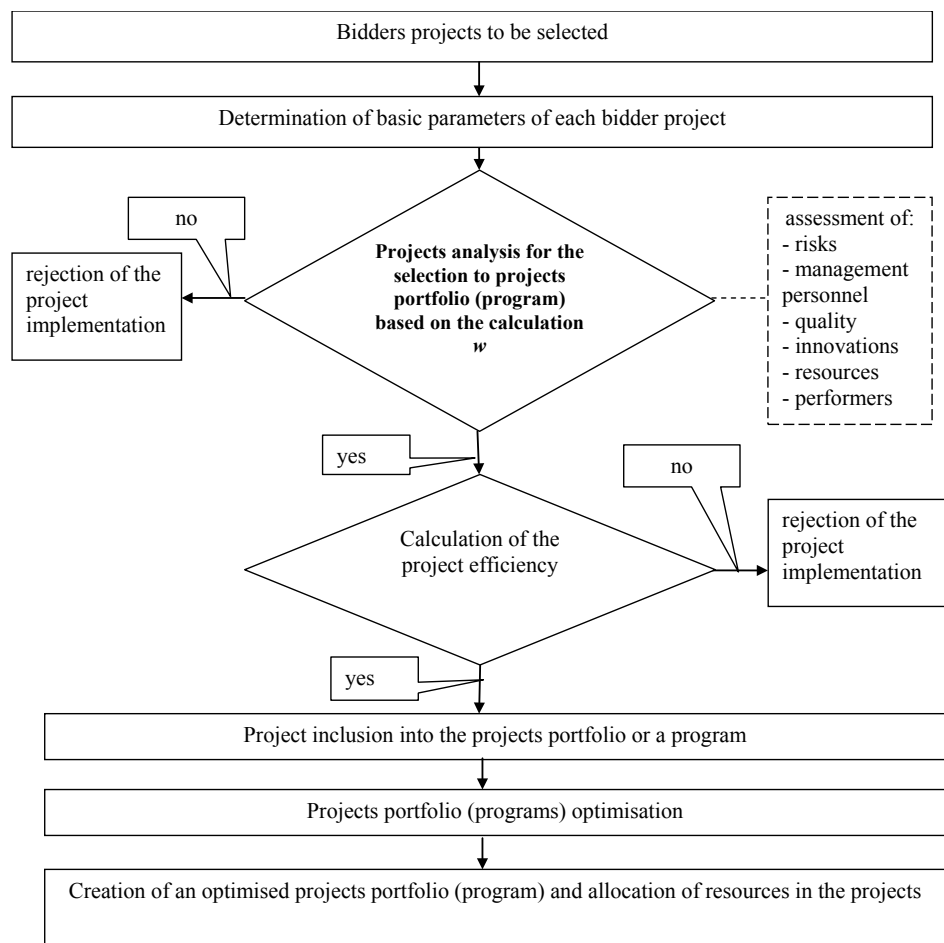 Bidders projects to be selected
Determination of basic parameters of each bidder project
no
rejection of the
project
implementation
Projects analysis for the
selection to projects
portfolio (program)
based on the calculation
w
assessment of:
- risks
- management
personnel
- quality
- innovations
- resources
- performers
yes
no
Calculation of the
project efficiency
rejection of the
project
implementation
yes
Project inclusion into the projects portfolio or a program
Projects portfolio (programs) optimisation
Creation of an optimised projects portfolio (program) and allocation of resources in the projects